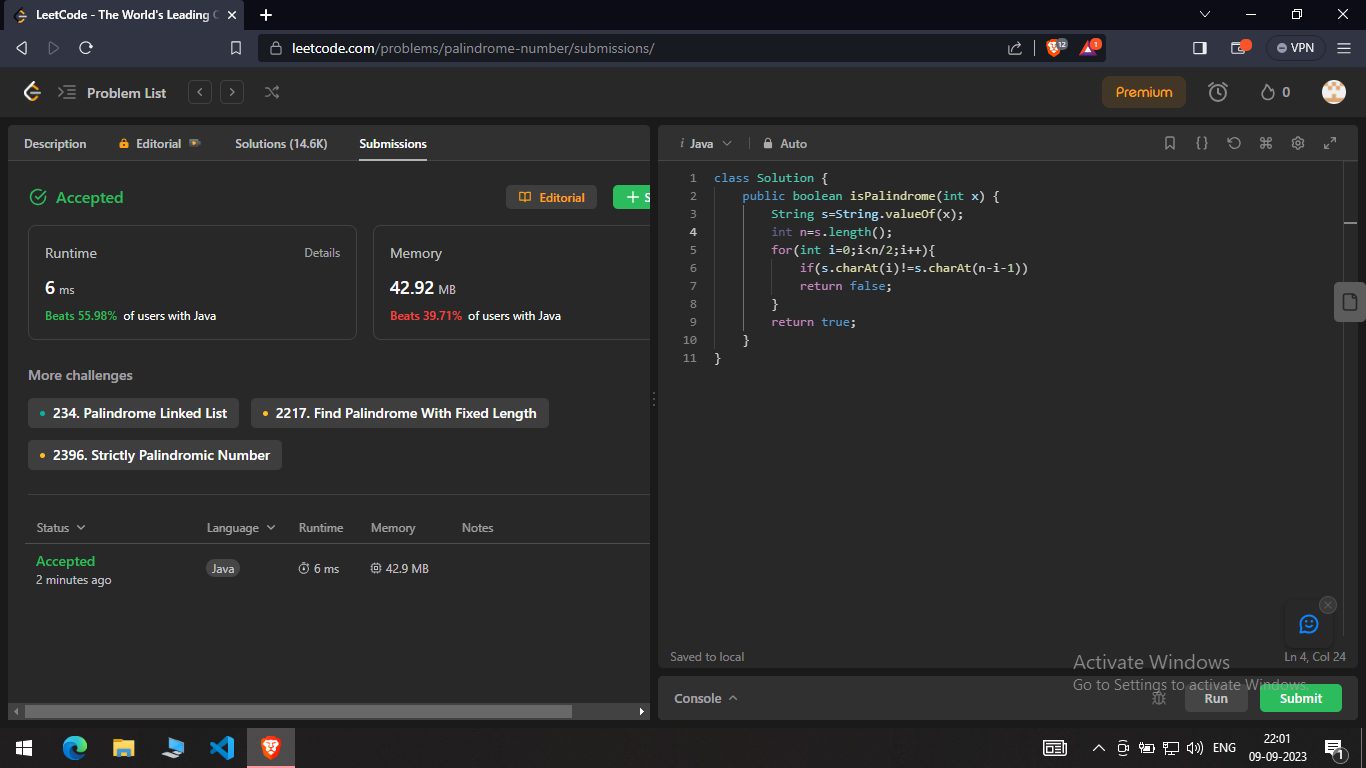 LeetCode - The World's Leading
leetcode.com/problems/palindrome-number/submissions/
12
1
VPN
Problem List
Premium
0
Description
Editorial
Solutions (14.6K)
Submissions
Accepted
Editorial
S
Runtime
Details
6 ms
Beats 55.98% of users with Java
Memory
42.92 MB
Beats 39.71% of users with Java
More challenges
234. Palindrome Linked List
2217. Find Palindrome With Fixed Length
2396. Strictly Palindromic Number
Status
Language
Runtime
Memory
Notes
Accepted
2 minutes ago
Java
6 ms
42.9 MB
i Java
Auto
{}
1 class Solution {
2 public boolean isPalindrome(int x) {
3 String s=String.valueOf(x);
4 int n=s.length();
5 for(int i=0;i<n/2;i++){
6 if(s.charAt(i)!=s.charAt(n-i-1))
7 return false;
8 }
9 return true;
10 }
11 }
Saved to local
Ln 4, Col 24
Activate Windows
Go to Settings to activate Windows.
Console
Run
Submit
ENG
22:01
09-09-2023
1